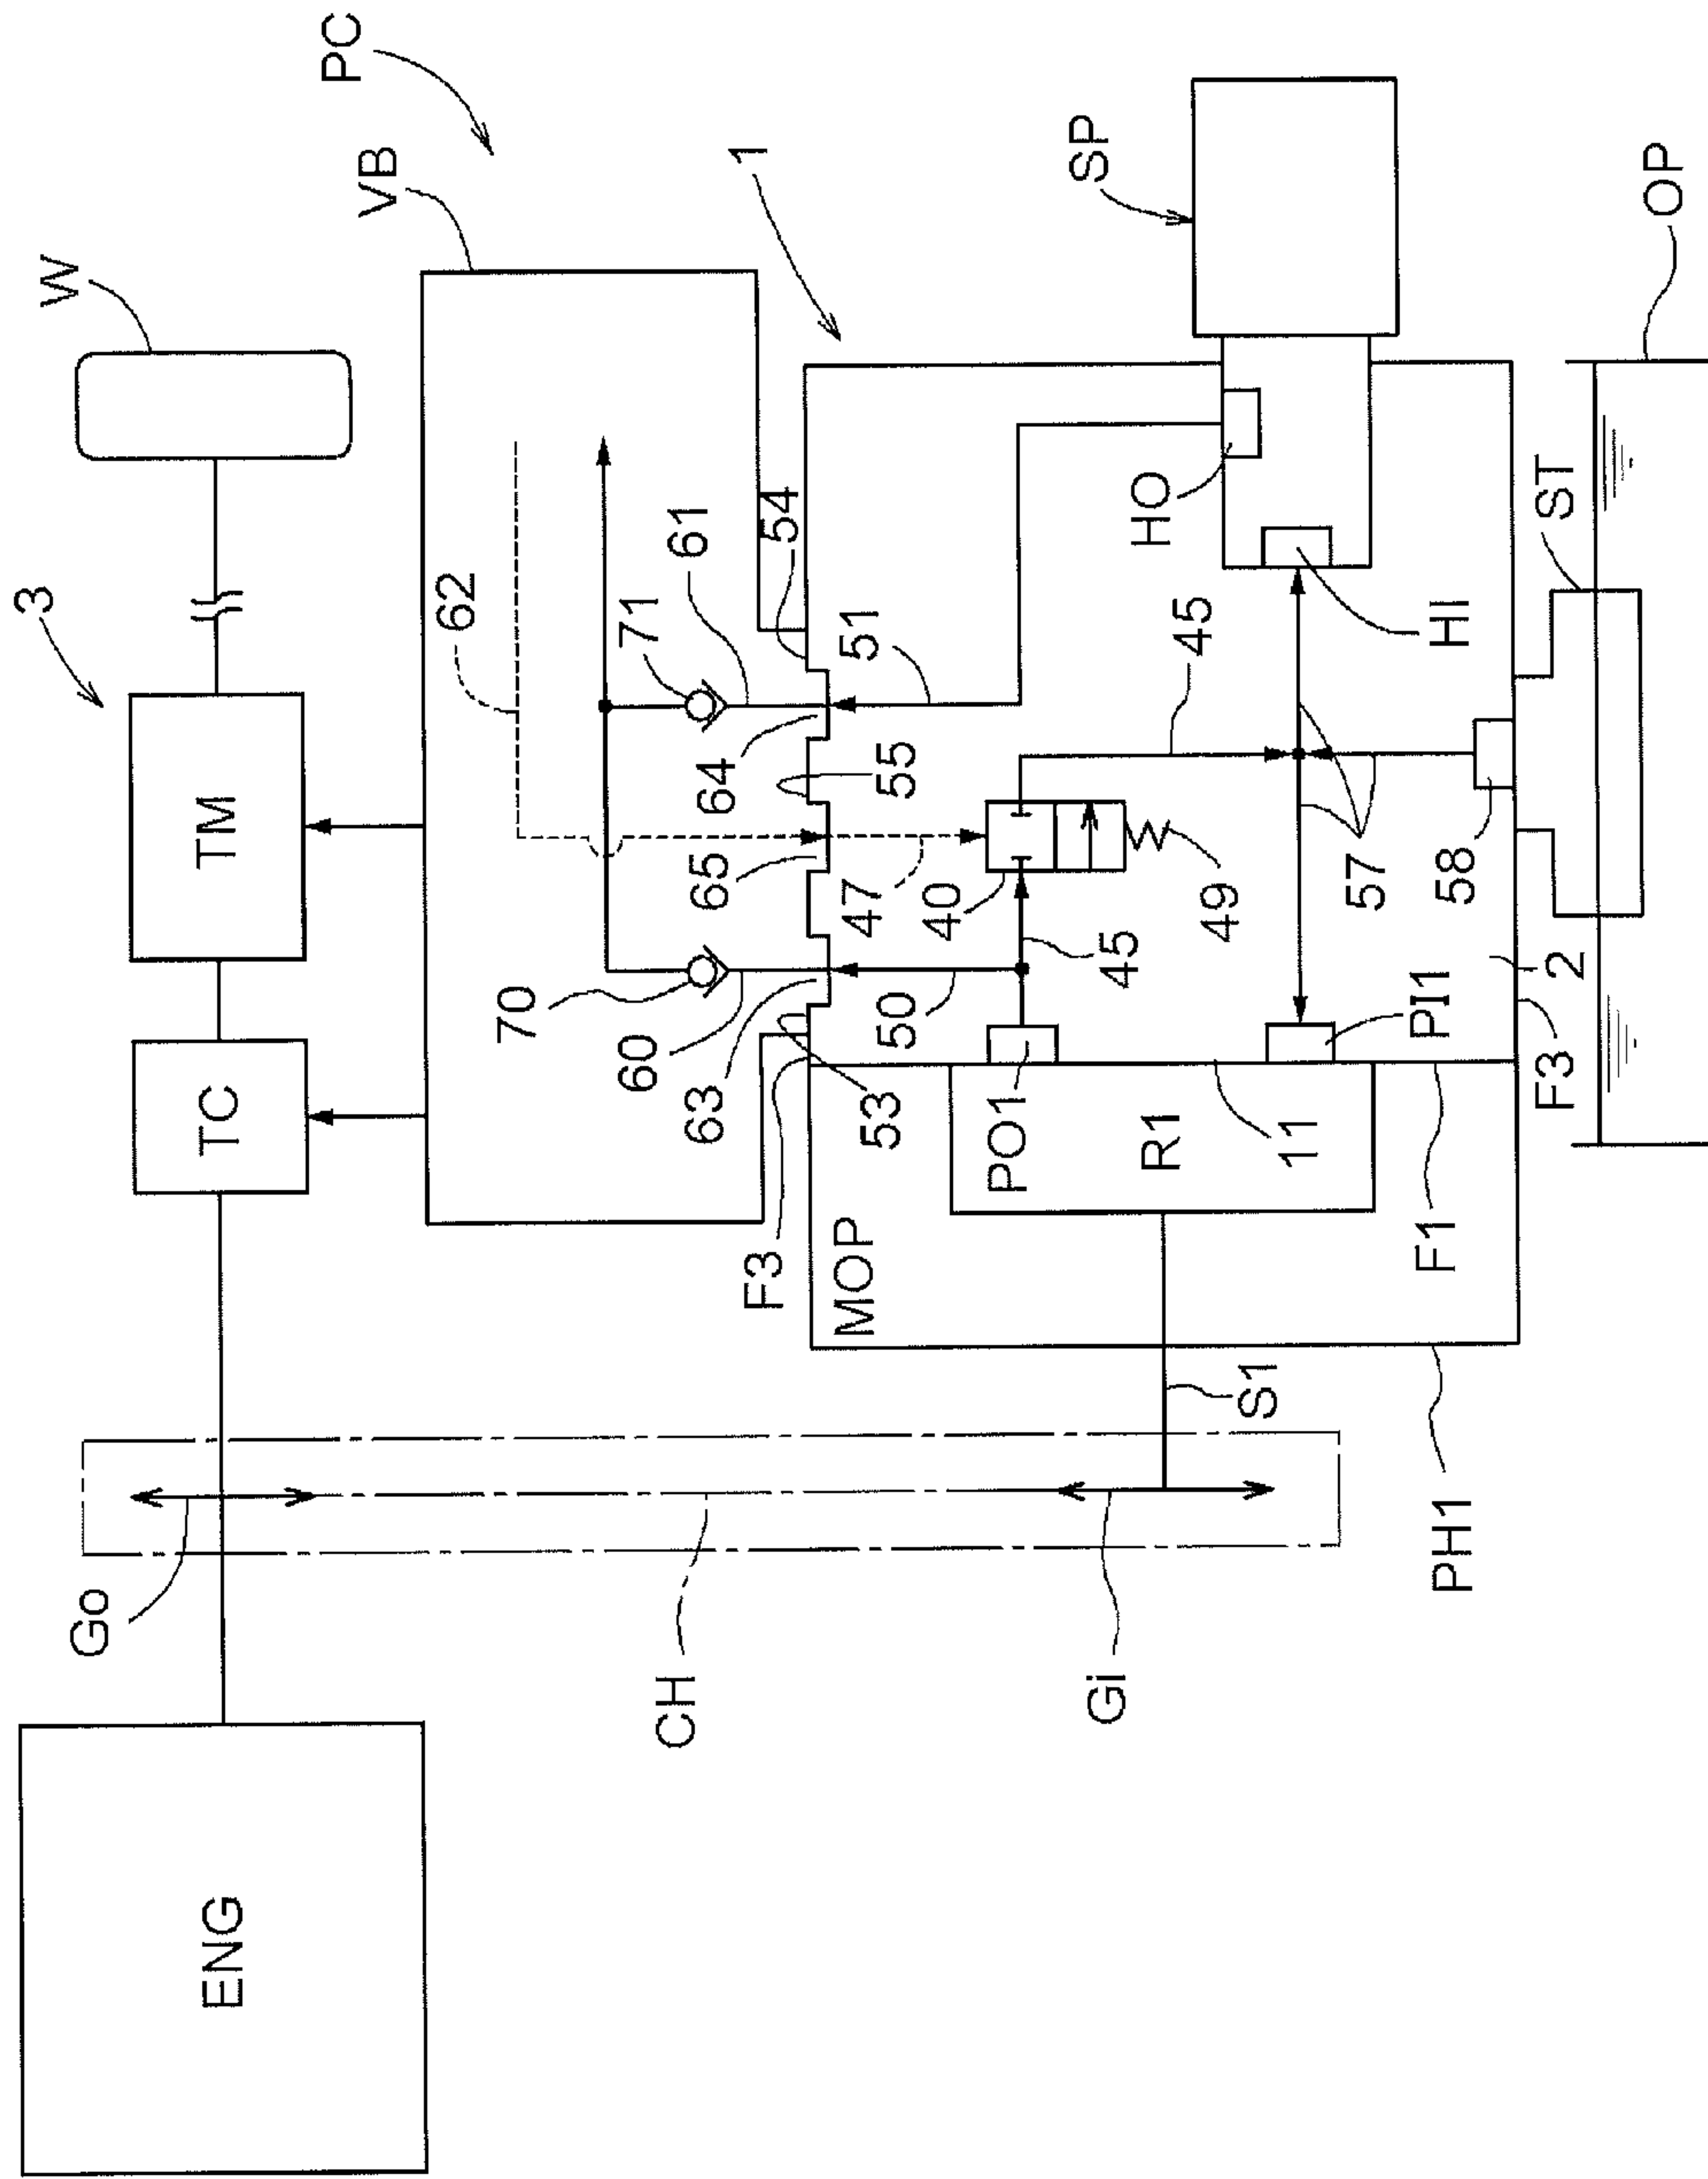 3
W
Go
ENG
TC
TM
PC
VB
62
70
60
71
CH
61
63
64
1
F3
54
65
MOP
47
51
53
50
55
40
PO1
SP
Gi
45
HO
R1
45
49
S1
11
57
F1
PI1
HI
PH1
58
F3
2
ST
OP